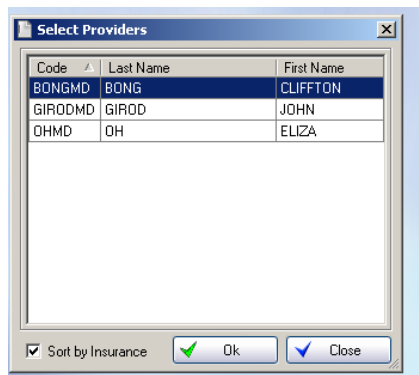 Select Providers
Code Last Name First Name
BONGMD BONG CLIFFTON
GIRODMD GIROD JOHN
OHMD OH ELIZA
Sort by Insurance Ok Close